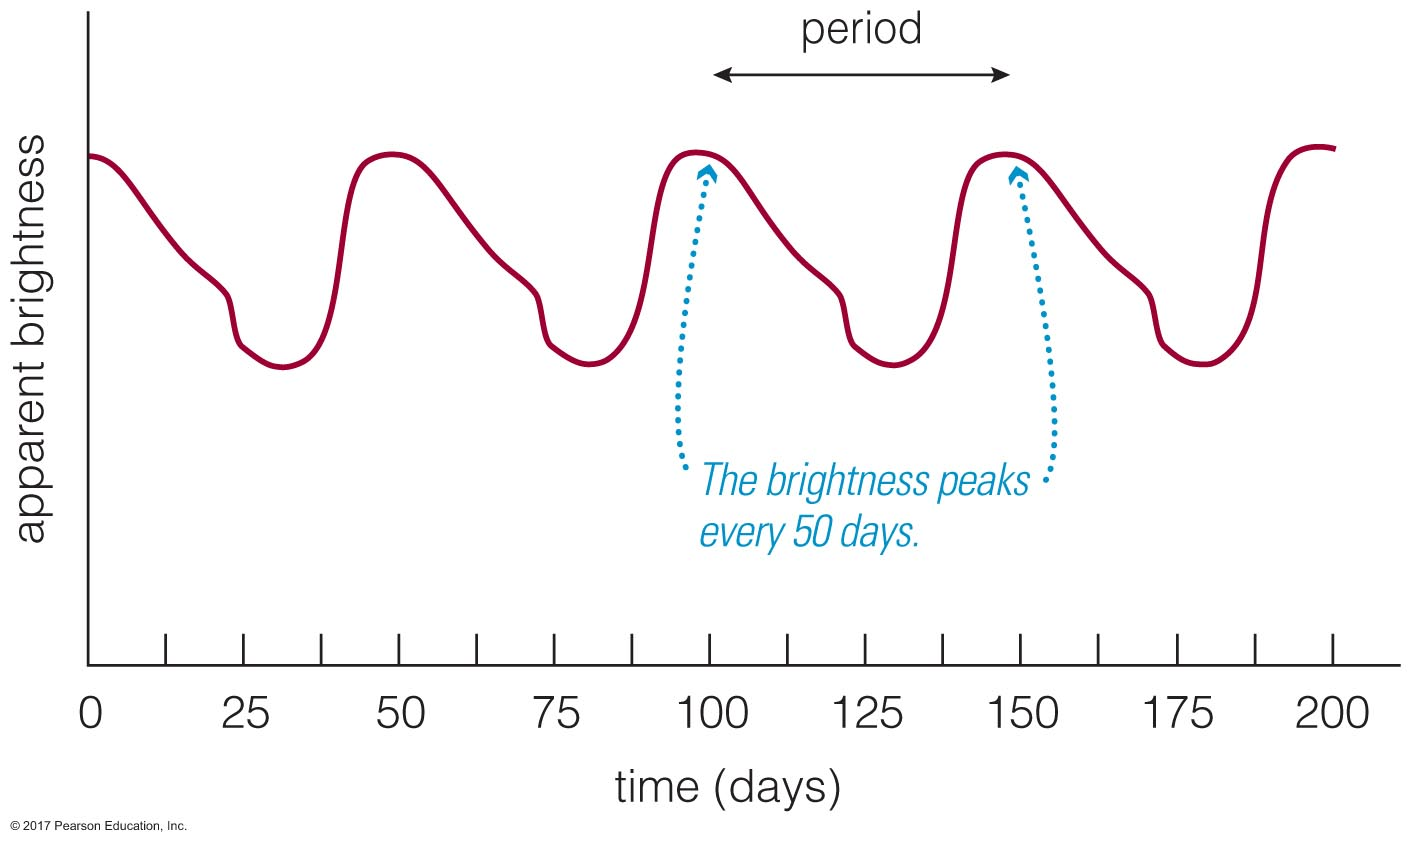 period
apparent brightness
The brightness peaks
every 50 days.
0 25 50 75 100 125 150 175 200
time (days)
© 2017 Pearson Education, Inc.